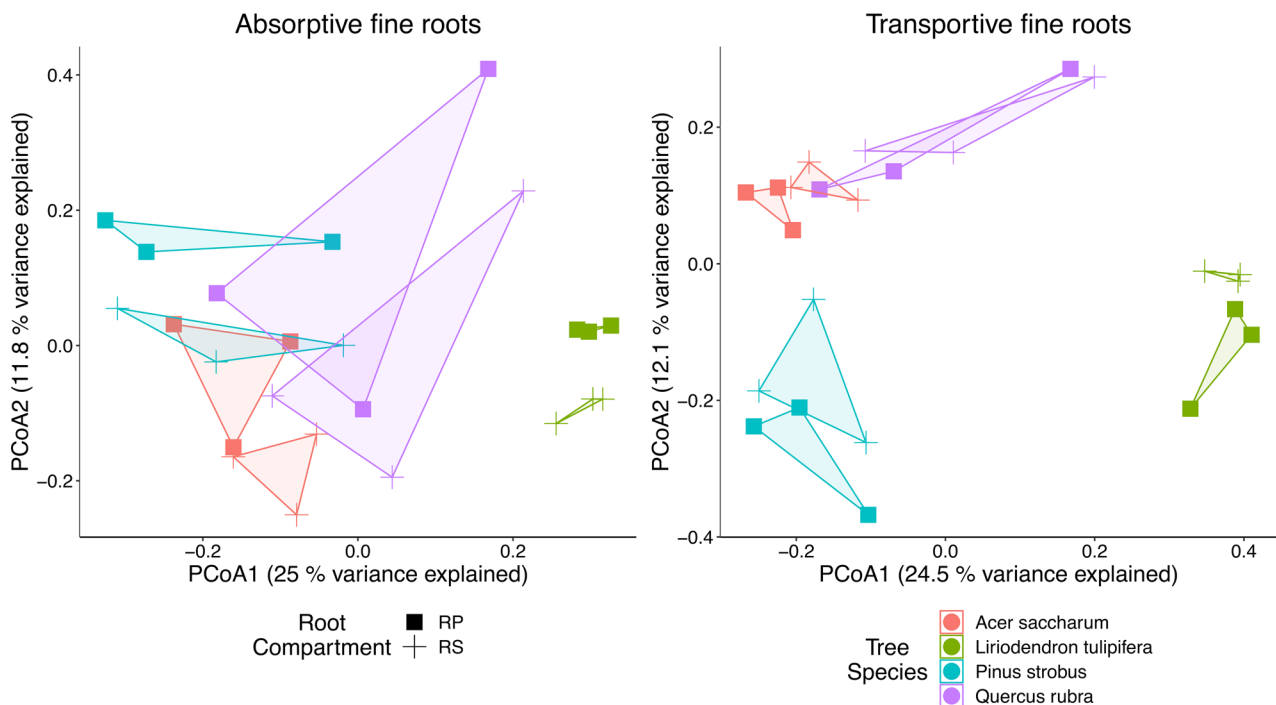 Absorptive fine roots
Transportive fine roots
PCoA2 (11.8 % variance explained)
0.4
0.2
0.0
−0.2
−0.2
0.0
0.2
PCoA1 (25 % variance explained)
PCoA2 (12.1 % variance explained)
0.2
0.0
−0.2
−0.4
−0.2
0.0
0.2
0.4
PCoA1 (24.5 % variance explained)
Root
Compartment
RP
RS
Tree
Species
Acer saccharum
Liriodendron tulipifera
Pinus strobus
Quercus rubra